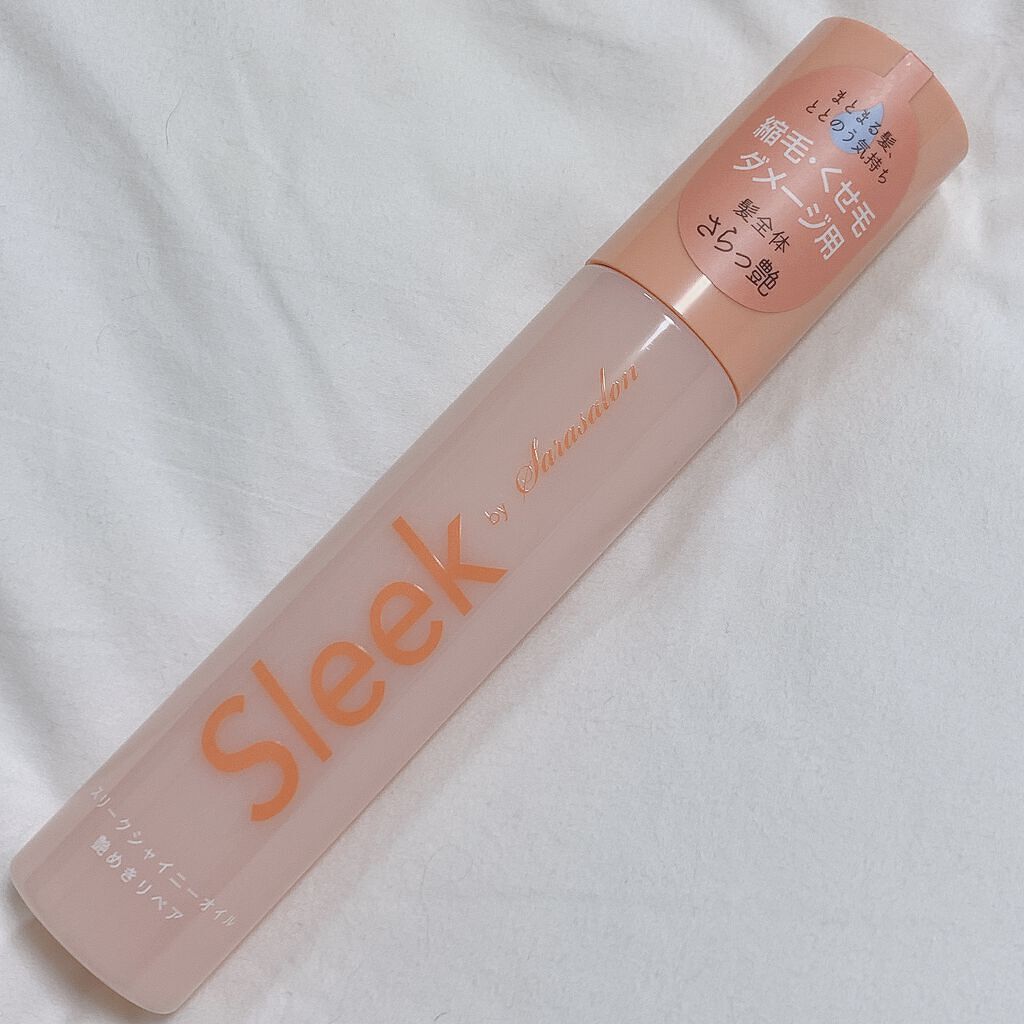 まとまる髪、
ととのう気持ち
縮毛・くせ毛
ダメージ用
髪全体
さらっ艶
Sleek
by Sarasalon
スリークシャイニーオイル
艶めきリペア